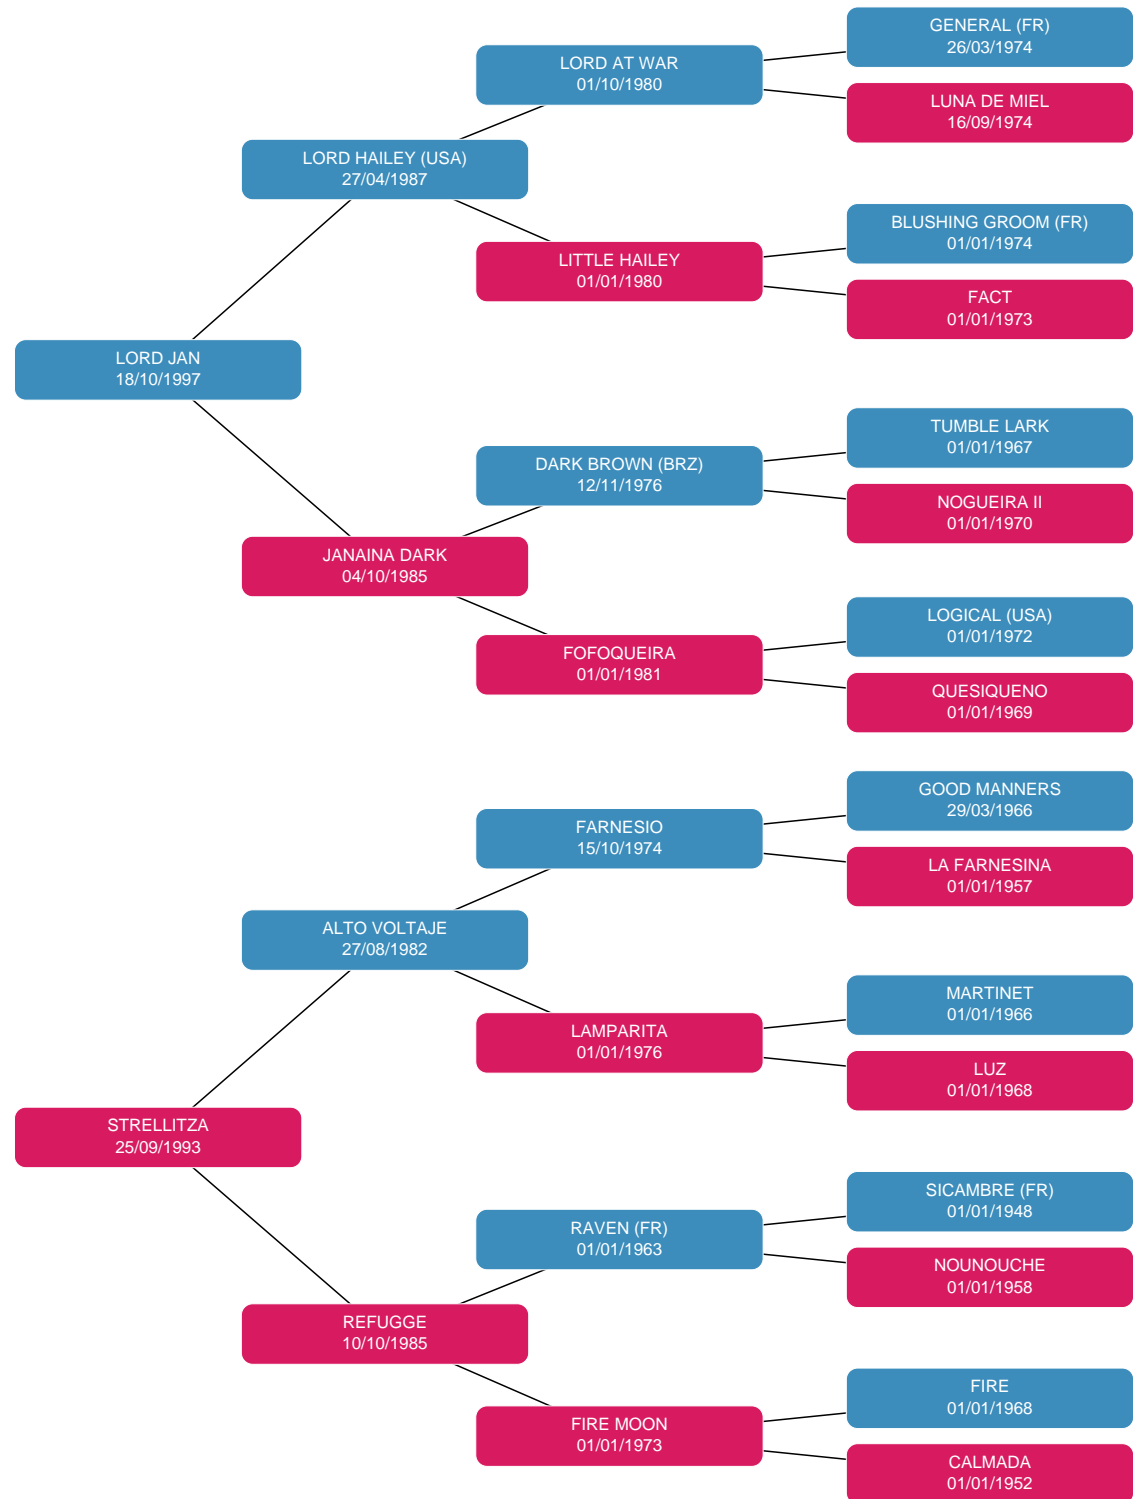 GENERAL (FR)
26/03/1974
LORD AT WAR
01/10/1980
LUNA DE MIEL
16/09/1974
LORD HAILEY (USA)
27/04/1987
BLUSHING GROOM (FR)
01/01/1974
LITTLE HAILEY
01/01/1980
FACT
01/01/1973
LORD JAN
18/10/1997
TUMBLE LARK
01/01/1967
DARK BROWN (BRZ)
12/11/1976
NOGUEIRA II
01/01/1970
JANAINA DARK
04/10/1985
LOGICAL (USA)
01/01/1972
FOFOQUEIRA
01/01/1981
QUESIQUENO
01/01/1969
GOOD MANNERS
29/03/1966
FARNESIO
15/10/1974
LA FARNESINA
01/01/1957
ALTO VOLTAJE
27/08/1982
MARTINET
01/01/1966
LAMPARITA
01/01/1976
LUZ
01/01/1968
STRELLITZA
25/09/1993
SICAMBRE (FR)
01/01/1948
RAVEN (FR)
01/01/1963
NOUNOUCHE
01/01/1958
REFUGGE
10/10/1985
FIRE
01/01/1968
FIRE MOON
01/01/1973
CALMADA
01/01/1952